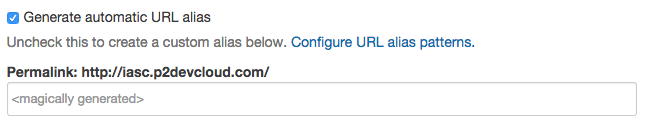 Generate automatic URL alias
Uncheck this to create a custom alias below. Configure URL alias patterns.
Permalink: http://iasc.p2devcloud.com/
<magically generated>